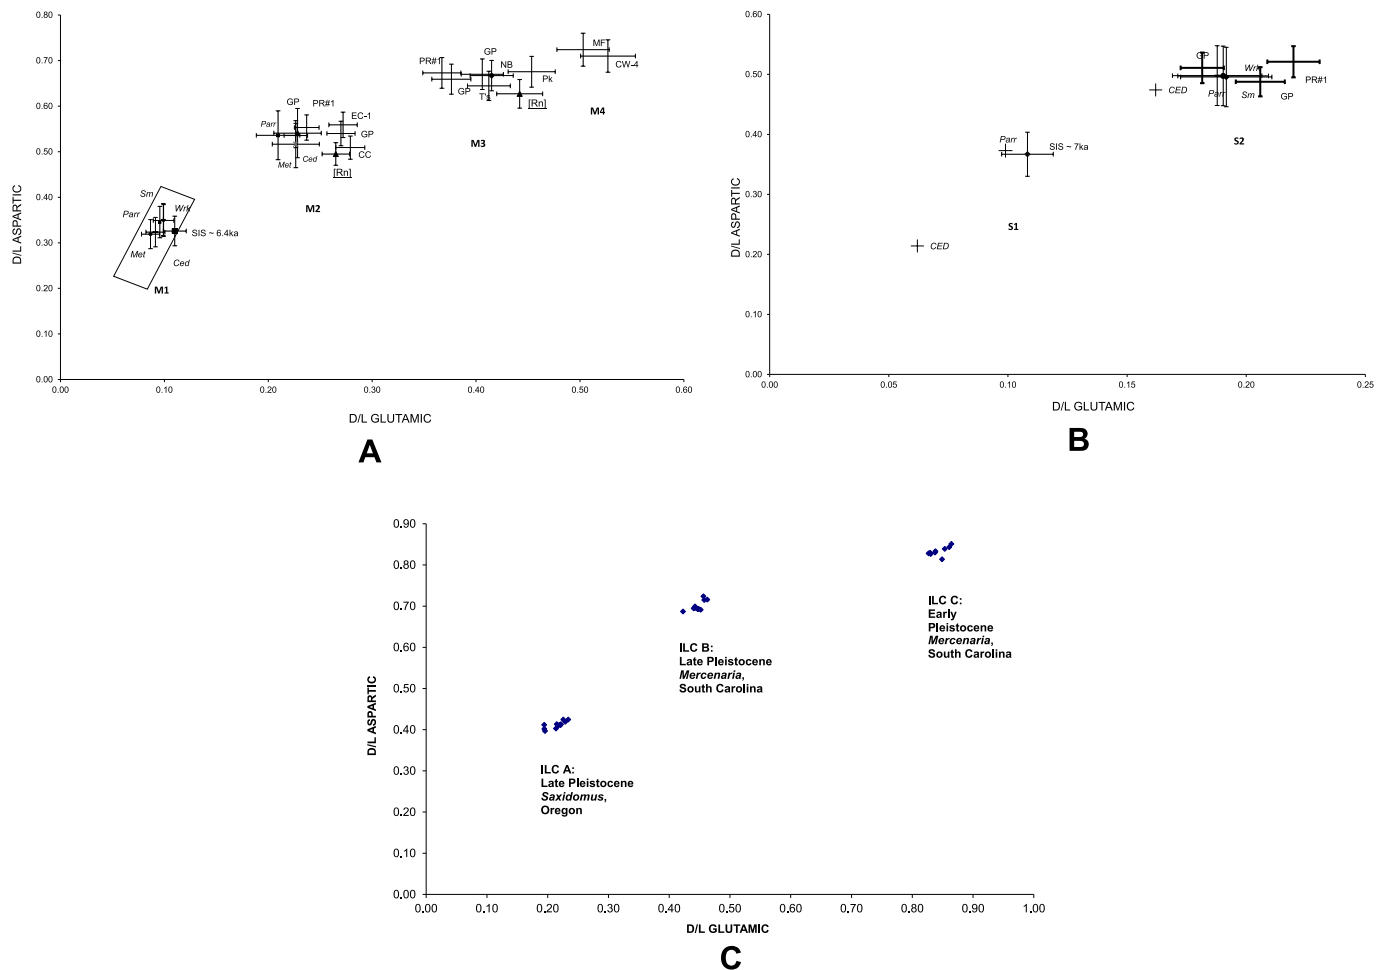 0.80
0.70
0.60
0.50
0.40
0.30
0.20
0.10
0.00
D/L ASPARTIC
0.00 0.10 0.20 0.30 0.40 0.50 0.60
D/L GLUTAMIC
MF
CW-4
M4
GP
PR#1
NB
Pk
GP
T's
[Rn]
M3
GP
PR#1
EC-1
Parr
GP
Met
Ced
CC
[Rn]
M2
Sm
Parr
Wrk
SIS ~ 6.4ka
Met
Ced
M1
A
0.60
0.50
0.40
0.30
0.20
0.10
0.00
D/L ASPARTIC
0.00 0.05 0.10 0.15 0.20 0.25
D/L GLUTAMIC
GP
Wrk
PR#1
CED
Parr
Sm
GP
S2
Parr
SIS ~ 7ka
S1
CED
B
0.90
0.80
0.70
0.60
0.50
0.40
0.30
0.20
0.10
0.00
D/L ASPARTIC
ILC C:
Early
Pleistocene
Mercenaria,
South Carolina
ILC B:
Late Pleistocene
Mercenaria,
South Carolina
ILC A:
Late Pleistocene
Saxidomus,
Oregon
0.00 0.10 0.20 0.30 0.40 0.50 0.60 0.70 0.80 0.90 1.00
D/L GLUTAMIC
C